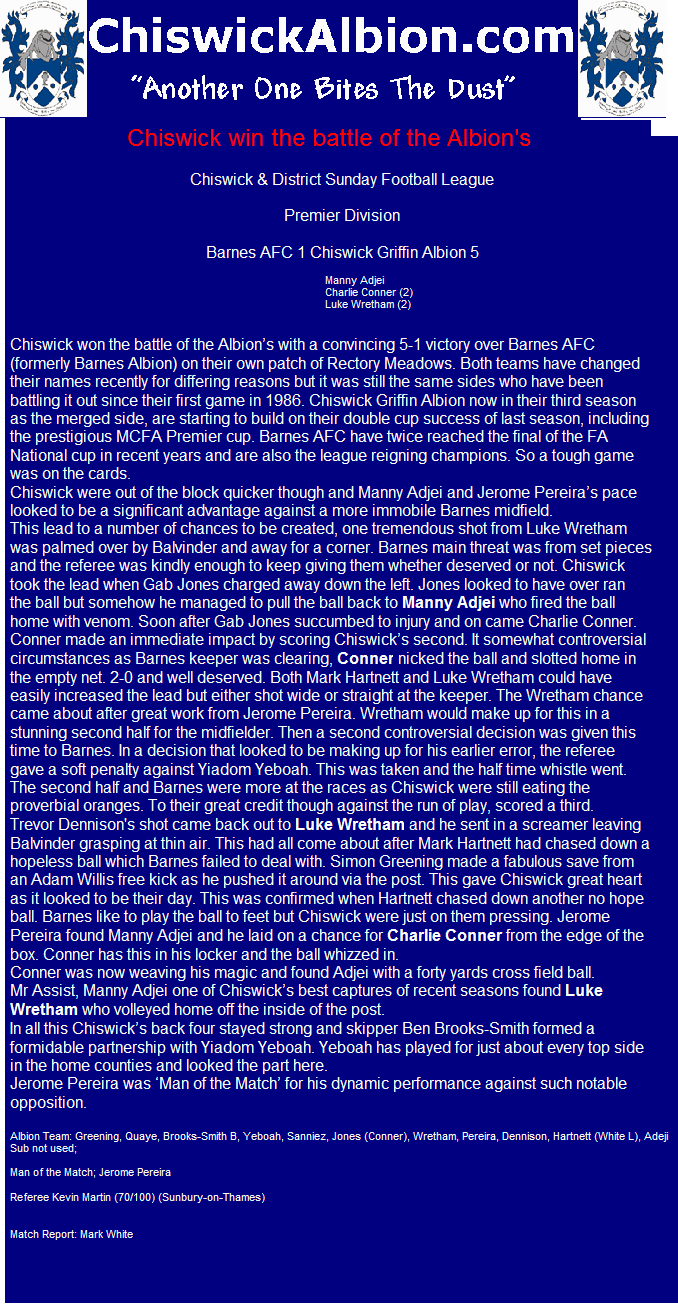 ChiswickAlbion.com
"Another One Bites The Dust"
Chiswick win the battle of the Albion's
Chiswick & District Sunday Football League
Premier Division
Barnes AFC 1 Chiswick Griffin Albion 5
Manny Adjei
Charlie Conner (2)
Luke Wretham (2)
Chiswick won the battle of the Albion's with a convincing 5-1 victory over Barnes AFC
(formerly Barnes Albion) on their own patch of Rectory Meadows. Both teams have changed
their names recently for differing reasons but it was still the same sides who have been
battling it out since their first game in 1986. Chiswick Griffin Albion now in their third season
as the merged side, are starting to build on their double cup success of last season, including
the prestigious MCFA Premier cup. Barnes AFC have twice reached the final of the FA
National cup in recent years and are also the league reigning champions. So a tough game
was on the cards.
Chiswick were out of the block quicker though and Manny Adjei and Jerome Pereira's pace
looked to be a significant advantage against a more immobile Barnes midfield.
This lead to a number of chances to be created, one tremendous shot from Luke Wretham
was palmed over by Balvinder and away for a corner. Barnes main threat was from set pieces
and the referee was kindly enough to keep giving them whether deserved or not. Chiswick
took the lead when Gab Jones charged away down the left. Jones looked to have over ran
the ball but somehow he managed to pull the ball back to Manny Adjei who fired the ball
home with venom. Soon after Gab Jones succumbed to injury and on came Charlie Conner.
Conner made an immediate impact by scoring Chiswick's second. It somewhat controversial
circumstances as Barnes keeper was clearing, Conner nicked the ball and slotted home in
the empty net. 2-0 and well deserved. Both Mark Hartnett and Luke Wretham could have
easily increased the lead but either shot wide or straight at the keeper. The Wretham chance
came about after great work from Jerome Pereira. Wretham would make up for this in a
stunning second half for the midfielder. Then a second controversial decision was given this
time to Barnes. In a decision that looked to be making up for his earlier error, the referee
gave a soft penalty against Yiadom Yeboah. This was taken and the half time whistle went.
The second half and Barnes were more at the races as Chiswick were still eating the
proverbial oranges. To their great credit though against the run of play, scored a third.
Trevor Dennison's shot came back out to Luke Wretham and he sent in a screamer leaving
Balvinder grasping at thin air. This had all come about after Mark Hartnett had chased down a
hopeless ball which Barnes failed to deal with. Simon Greening made a fabulous save from
an Adam Willis free kick as he pushed it around via the post. This gave Chiswick great heart
as it looked to be their day. This was confirmed when Hartnett chased down another no hope
ball. Barnes like to play the ball to feet but Chiswick were just on them pressing. Jerome
Pereira found Manny Adjei and he laid on a chance for Charlie Conner from the edge of the
box. Conner has this in his locker and the ball whizzed in.
Conner was now weaving his magic and found Adjei with a forty yards cross field ball.
Mr Assist, Manny Adjei one of Chiswick's best captures of recent seasons found Luke
Wretham who volleyed home off the inside of the post.
In all this Chiswick's back four stayed strong and skipper Ben Brooks-Smith formed a
formidable partnership with Yiadom Yeboah. Yeboah has played for just about every top side
in the home counties and looked the part here.
Jerome Pereira was 'Man of the Match' for his dynamic performance against such notable
opposition.
Albion Team: Greening, Quaye, Brooks-Smith B, Yeboah, Sanniez, Jones (Conner), Wretham, Pereira, Dennison, Hartnett (White L), Adeji
Sub not used;
Man of the Match; Jerome Pereira
Referee Kevin Martin (70/100) (Sunbury-on-Thames)
Match Report: Mark White